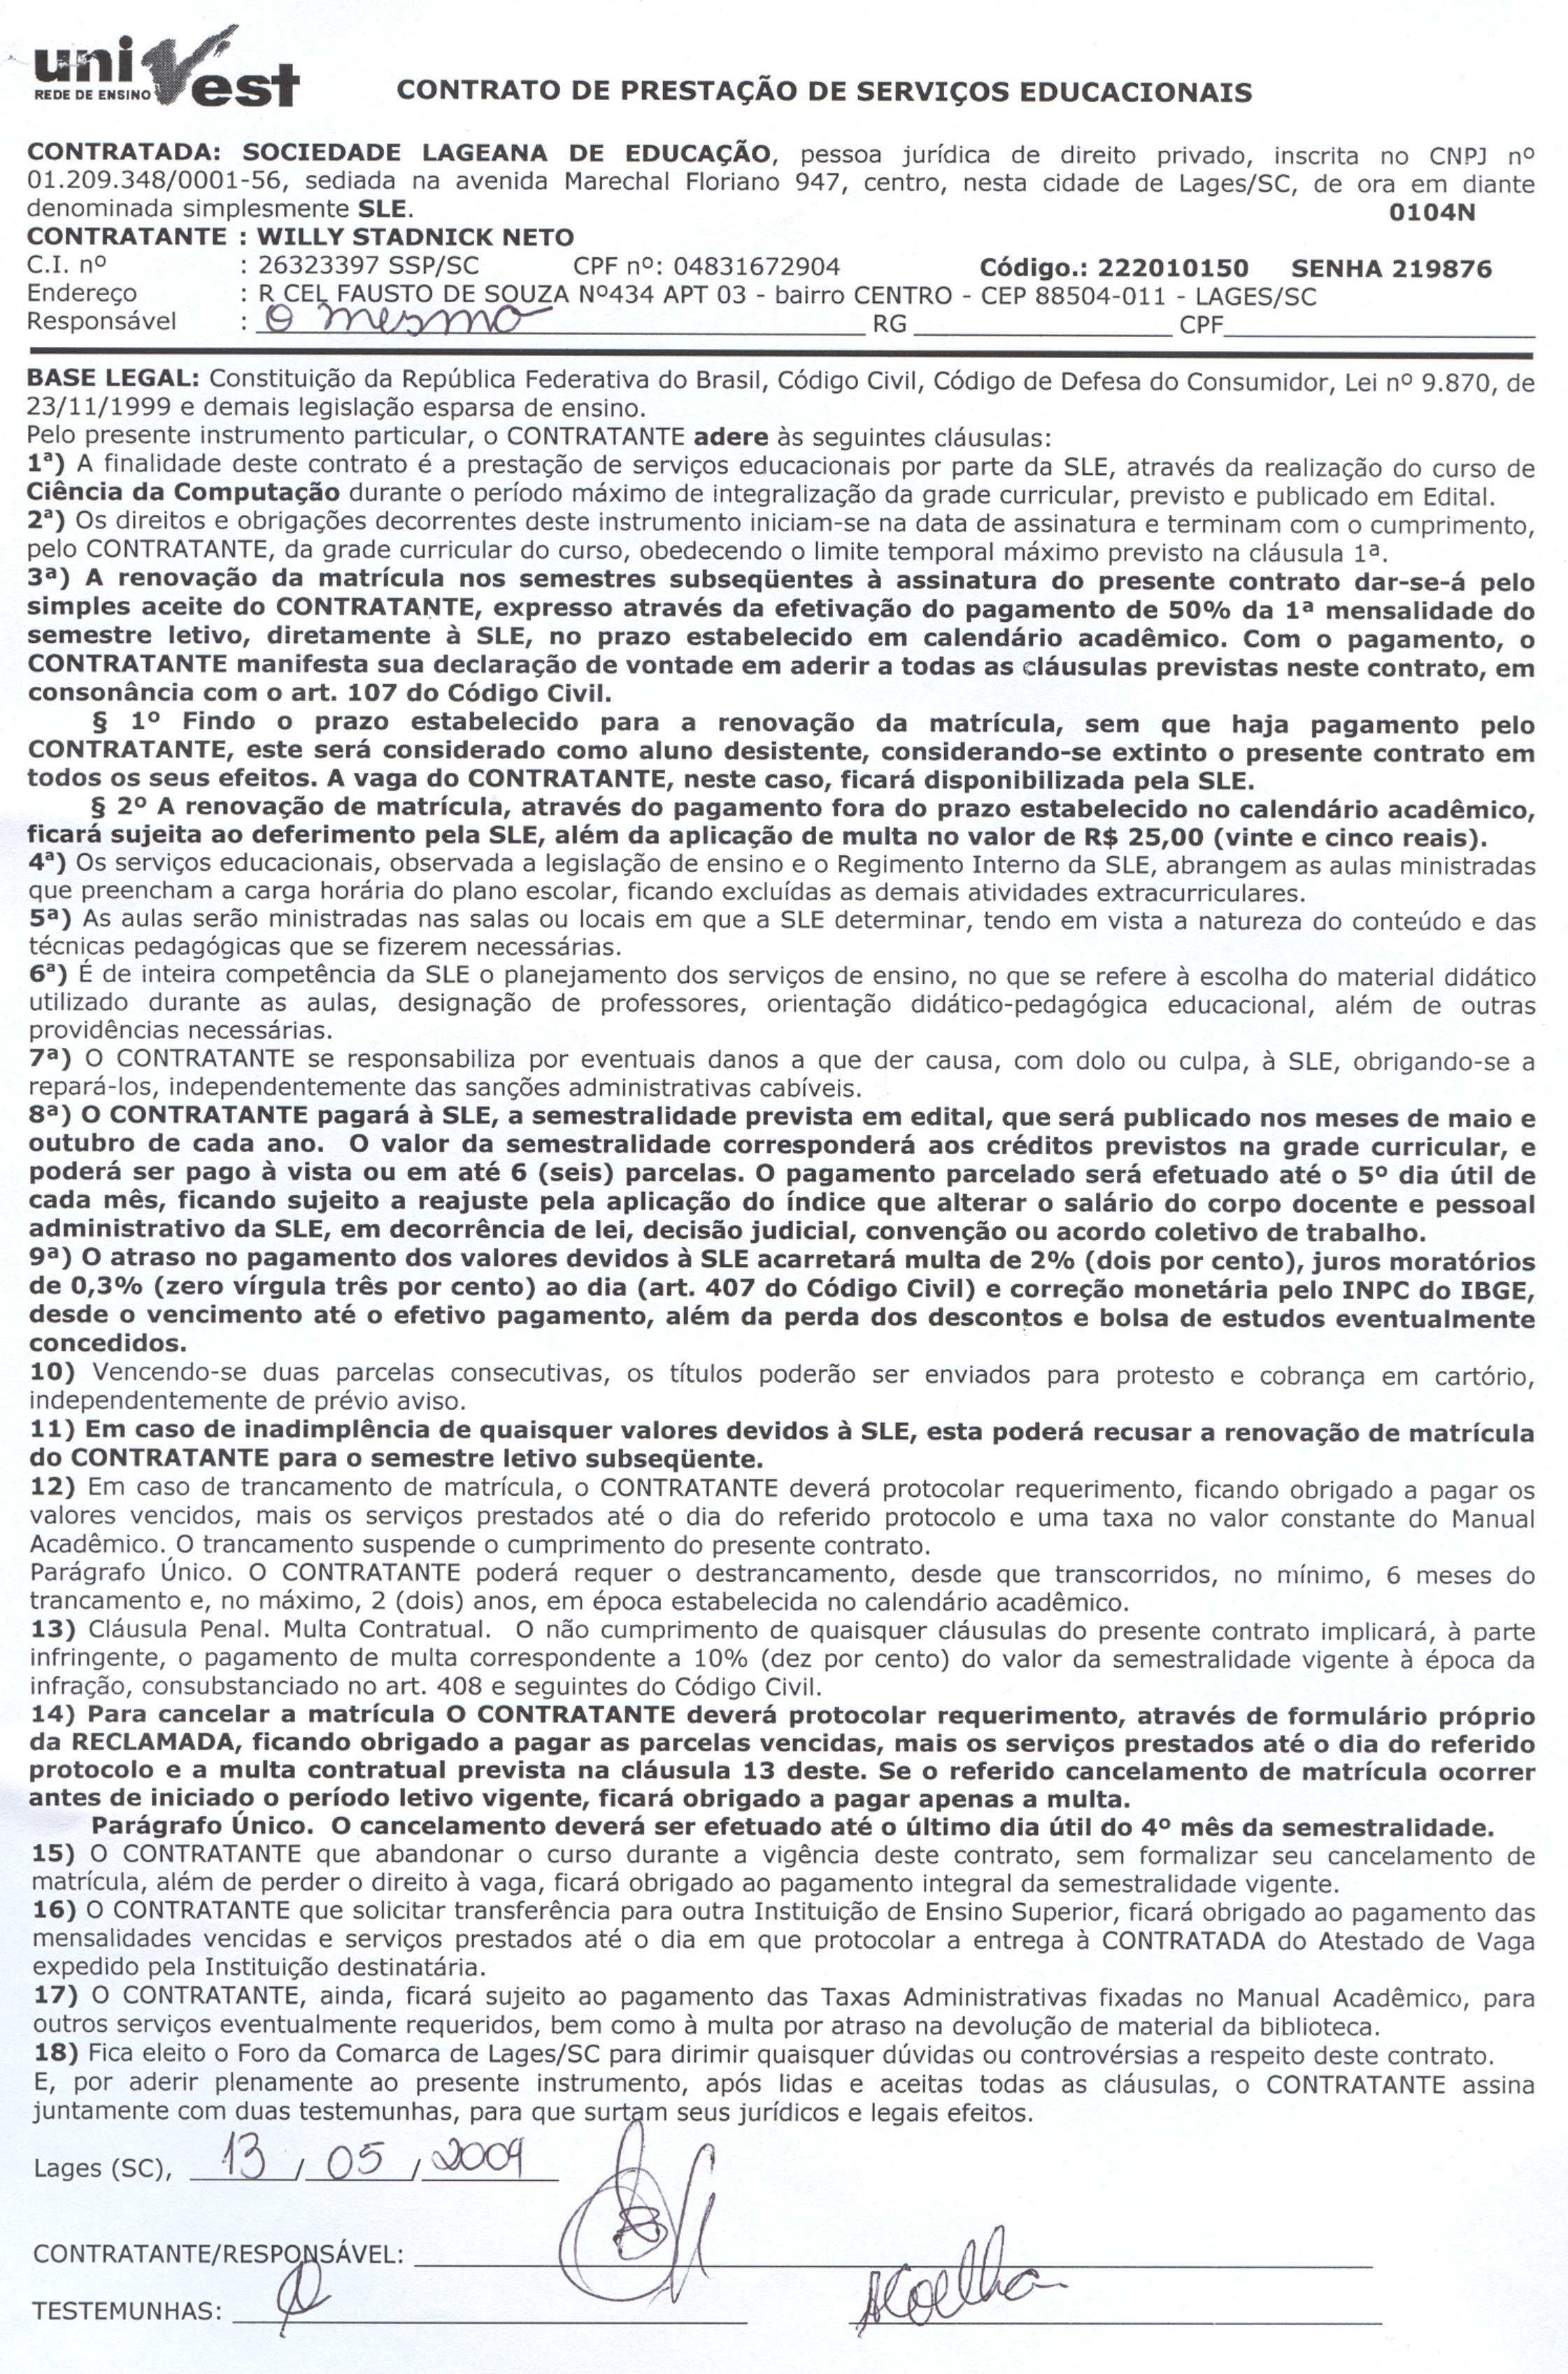 uni Vest
REDE DE ENSINO
CONTRATO DE PRESTAÇÃO DE SERVIÇOS EDUCACIONAIS
CONTRATADA: SOCIEDADE LAGEANA DE EDUCAÇÃO, pessoa jurídica de direito privado, inscrita no CNPJ nº
01.209.348/0001-56, sediada na avenida Marechal Floriano 947, centro, nesta cidade de Lages/SC, de ora em diante
denominada simplesmente SLE. 0104N
CONTRATANTE : WILLY STADNICK NETO
C.I. nº : 26323397 SSP/SC CPF nº: 04831672904 Código.: 222010150 SENHA 219876
Endereço : R CEL FAUSTO DE SOUZA Nº434 APT 03 - bairro CENTRO - CEP 88504-011 - LAGES/SC
Responsável : O mesmo RG CPF
BASE LEGAL: Constituição da República Federativa do Brasil, Código Civil, Código de Defesa do Consumidor, Lei nº 9.870, de
23/11/1999 e demais legislação esparsa de ensino.
Pelo presente instrumento particular, o CONTRATANTE adere às seguintes cláusulas:
1ª) A finalidade deste contrato é a prestação de serviços educacionais por parte da SLE, através da realização do curso de
Ciência da Computação durante o período máximo de integralização da grade curricular, previsto e publicado em Edital.
2ª) Os direitos e obrigações decorrentes deste instrumento iniciam-se na data de assinatura e terminam com o cumprimento,
pelo CONTRATANTE, da grade curricular do curso, obedecendo o limite temporal máximo previsto na cláusula 1ª.
3ª) A renovação da matrícula nos semestres subseqüentes à assinatura do presente contrato dar-se-á pelo
simples aceite do CONTRATANTE, expresso através da efetivação do pagamento de 50% da 1ª mensalidade do
semestre letivo, diretamente à SLE, no prazo estabelecido em calendário acadêmico. Com o pagamento, o
CONTRATANTE manifesta sua declaração de vontade em aderir a todas as cláusulas previstas neste contrato, em
consonância com o art. 107 do Código Civil.
§ 1º Findo o prazo estabelecido para a renovação da matrícula, sem que haja pagamento pelo
CONTRATANTE, este será considerado como aluno desistente, considerando-se extinto o presente contrato em
todos os seus efeitos. A vaga do CONTRATANTE, neste caso, ficará disponibilizada pela SLE.
§ 2º A renovação de matrícula, através do pagamento fora do prazo estabelecido no calendário acadêmico,
ficará sujeita ao deferimento pela SLE, além da aplicação de multa no valor de R$ 25,00 (vinte e cinco reais).
4ª) Os serviços educacionais, observada a legislação de ensino e o Regimento Interno da SLE, abrangem as aulas ministradas
que preencham a carga horária do plano escolar, ficando excluídas as demais atividades extracurriculares.
5ª) As aulas serão ministradas nas salas ou locais em que a SLE determinar, tendo em vista a natureza do conteúdo e das
técnicas pedagógicas que se fizerem necessárias.
6ª) É de inteira competência da SLE o planejamento dos serviços de ensino, no que se refere à escolha do material didático
utilizado durante as aulas, designação de professores, orientação didático-pedagógica educacional, além de outras
providências necessárias.
7ª) O CONTRATANTE se responsabiliza por eventuais danos a que der causa, com dolo ou culpa, à SLE, obrigando-se a
repará-los, independentemente das sanções administrativas cabíveis.
8ª) O CONTRATANTE pagará à SLE, a semestralidade prevista em edital, que será publicado nos meses de maio e
outubro de cada ano. O valor da semestralidade corresponderá aos créditos previstos na grade curricular, e
poderá ser pago à vista ou em até 6 (seis) parcelas. O pagamento parcelado será efetuado até o 5º dia útil de
cada mês, ficando sujeito a reajuste pela aplicação do índice que alterar o salário do corpo docente e pessoal
administrativo da SLE, em decorrência de lei, decisão judicial, convenção ou acordo coletivo de trabalho.
9ª) O atraso no pagamento dos valores devidos à SLE acarretará multa de 2% (dois por cento), juros moratórios
de 0,3% (zero vírgula três por cento) ao dia (art. 407 do Código Civil) e correção monetária pelo INPC do IBGE,
desde o vencimento até o efetivo pagamento, além da perda dos descontos e bolsa de estudos eventualmente
concedidos.
10) Vencendo-se duas parcelas consecutivas, os títulos poderão ser enviados para protesto e cobrança em cartório,
independentemente de prévio aviso.
11) Em caso de inadimplência de quaisquer valores devidos à SLE, esta poderá recusar a renovação de matrícula
do CONTRATANTE para o semestre letivo subseqüente.
12) Em caso de trancamento de matrícula, o CONTRATANTE deverá protocolar requerimento, ficando obrigado a pagar os
valores vencidos, mais os serviços prestados até o dia do referido protocolo e uma taxa no valor constante do Manual
Acadêmico. O trancamento suspende o cumprimento do presente contrato.
Parágrafo Único. O CONTRATANTE poderá requer o destrancamento, desde que transcorridos, no mínimo, 6 meses do
trancamento e, no máximo, 2 (dois) anos, em época estabelecida no calendário acadêmico.
13) Cláusula Penal. Multa Contratual. O não cumprimento de quaisquer cláusulas do presente contrato implicará, à parte
infringente, o pagamento de multa correspondente a 10% (dez por cento) do valor da semestralidade vigente à época da
infração, consubstanciado no art. 408 e seguintes do Código Civil.
14) Para cancelar a matrícula O CONTRATANTE deverá protocolar requerimento, através de formulário próprio
da RECLAMADA, ficando obrigado a pagar as parcelas vencidas, mais os serviços prestados até o dia do referido
protocolo e a multa contratual prevista na cláusula 13 deste. Se o referido cancelamento de matrícula ocorrer
antes de iniciado o período letivo vigente, ficará obrigado a pagar apenas a multa.
Parágrafo Único. O cancelamento deverá ser efetuado até o último dia útil do 4º mês da semestralidade.
15) O CONTRATANTE que abandonar o curso durante a vigência deste contrato, sem formalizar seu cancelamento de
matrícula, além de perder o direito à vaga, ficará obrigado ao pagamento integral da semestralidade vigente.
16) O CONTRATANTE que solicitar transferência para outra Instituição de Ensino Superior, ficará obrigado ao pagamento das
mensalidades vencidas e serviços prestados até o dia em que protocolar a entrega à CONTRATADA do Atestado de Vaga
expedido pela Instituição destinatária.
17) O CONTRATANTE, ainda, ficará sujeito ao pagamento das Taxas Administrativas fixadas no Manual Acadêmico, para
outros serviços eventualmente requeridos, bem como à multa por atraso na devolução de material da biblioteca.
18) Fica eleito o Foro da Comarca de Lages/SC para dirimir quaisquer dúvidas ou controvérsias a respeito deste contrato.
E, por aderir plenamente ao presente instrumento, após lidas e aceitas todas as cláusulas, o CONTRATANTE assina
juntamente com duas testemunhas, para que surtam seus jurídicos e legais efeitos.
Lages (SC), 13 / 05 / 2009
CONTRATANTE/RESPONSÁVEL:
TESTEMUNHAS: